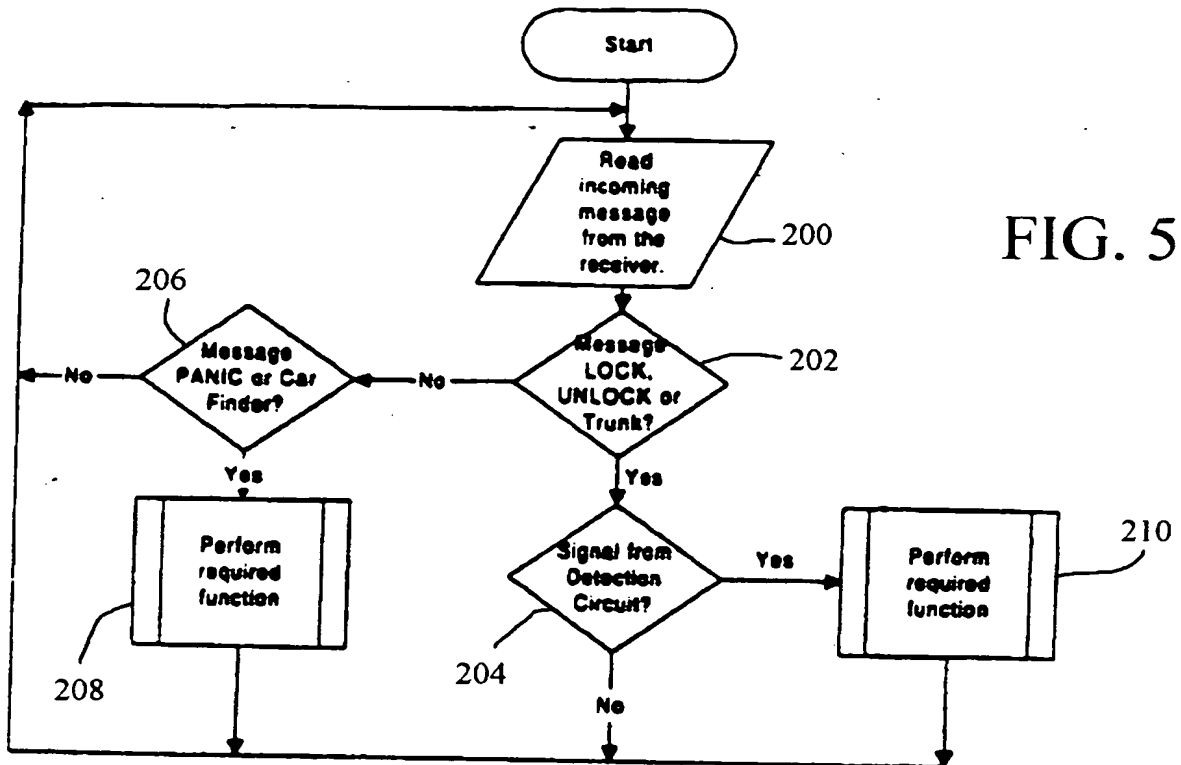 Start
Read
incoming
message
from the
receiver.
200
FIG. 5
206
Message
PANIC or Car
Finder?
No
No
Message
LOCK,
UNLOCK or
Trunk?
202
Yes
Yes
Perform
required
function
208
Signal from
Detection
Circuit?
204
Yes
No
Perform
required
function
210